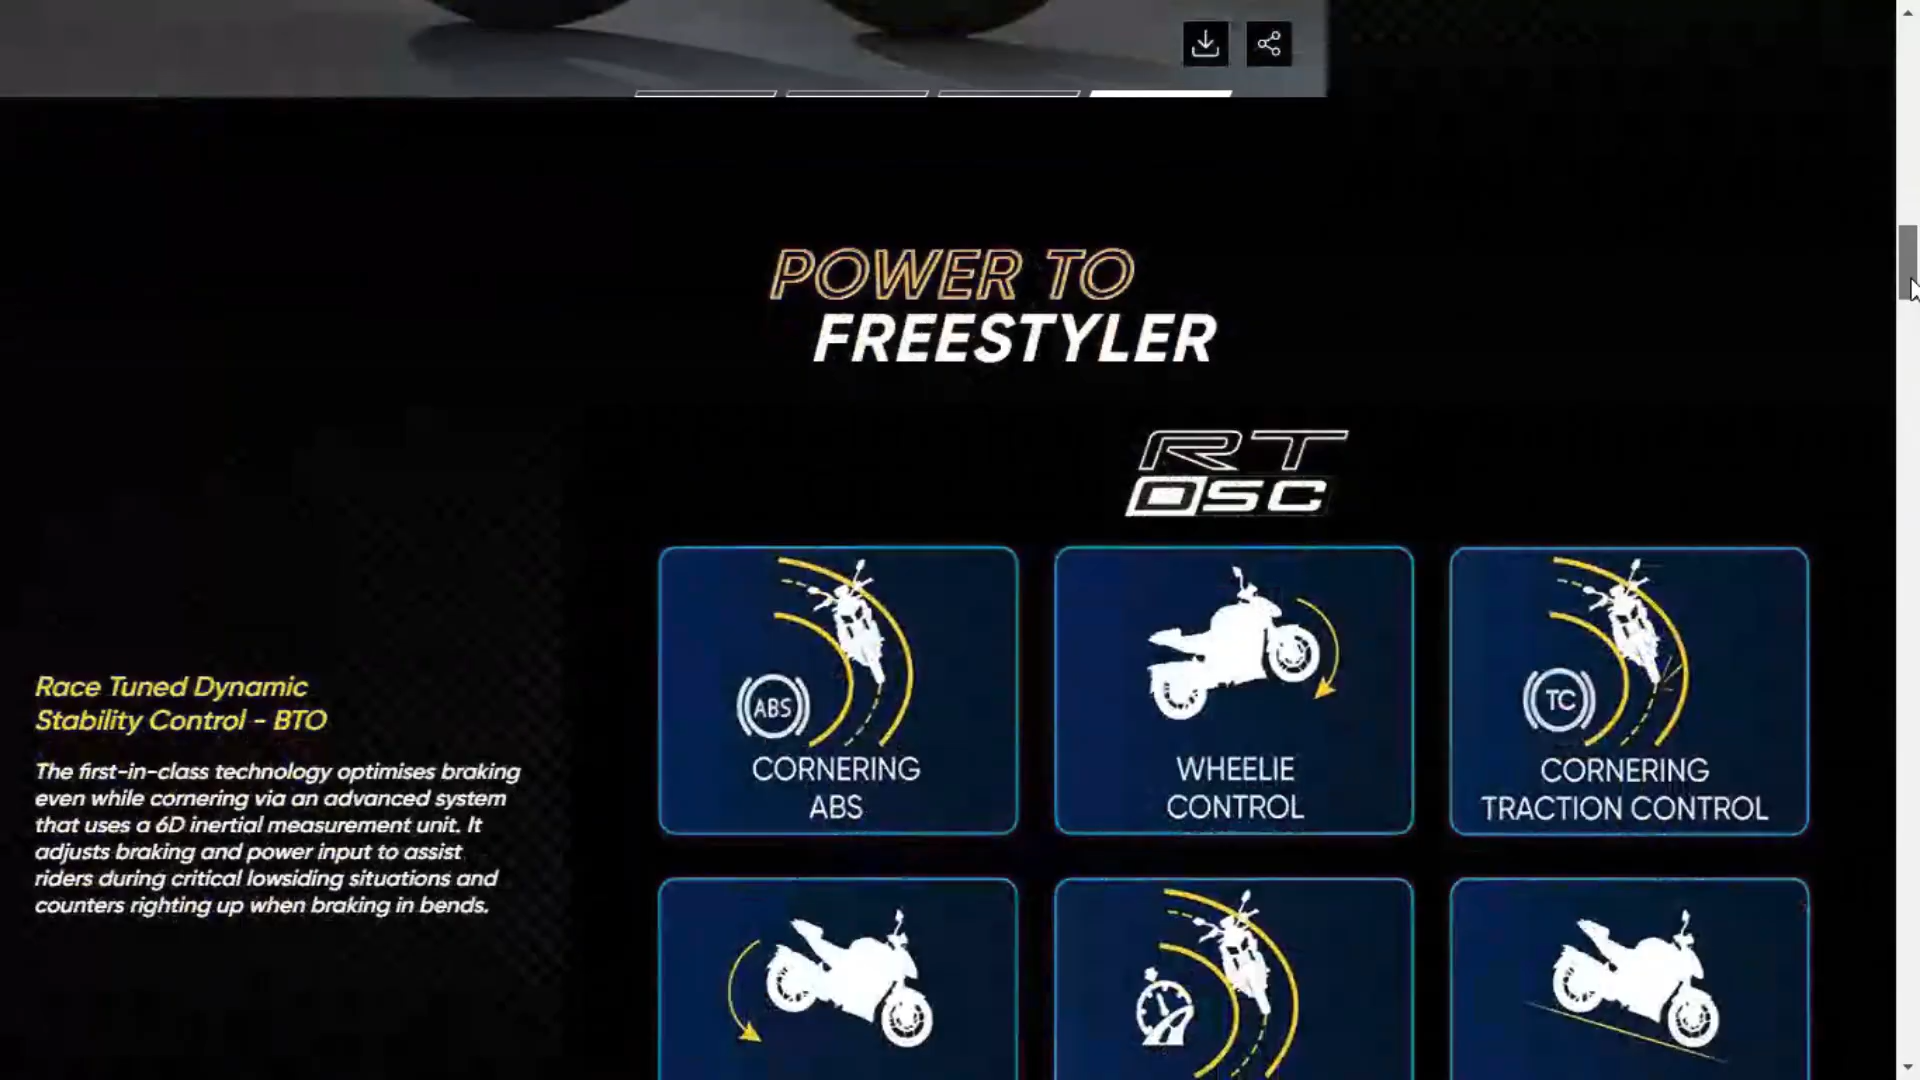 POWER TO
FREESTYLER
RT
DSC
ABS
CORNERING
ABS
WHEELIE
CONTROL
TC
CORNERING
TRACTION CONTROL
Race Tuned Dynamic
Stability Control - BTO
The first-in-class technology optimises braking
even while cornering via an advanced system
that uses a 6D inertial measurement unit. It
adjusts braking and power input to assist
riders during critical lowsiding situations and
counters righting up when braking in bends.